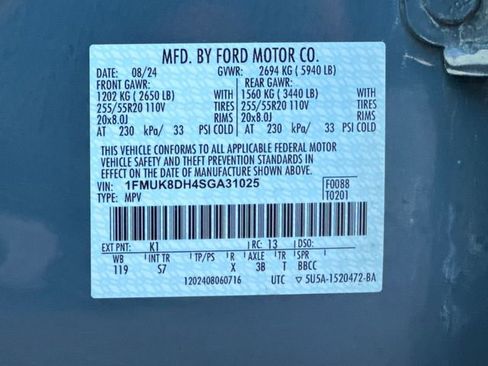 MFD. BY FORD MOTOR CO.
DATE: 08/24 GVWR: 2694 KG ( 5940 LB)
FRONT GAWR: REAR GAWR:
1202 KG ( 2650 LB) WITH 1560 KG ( 3440 LB) WITH
255/55R20 110V TIRES 255/55R20 110V TIRES
20x8.0J RIMS 20x8.0J RIMS
AT 230 kPa/ 33 PSI COLD AT 230 kPa/ 33 PSI COLD
THIS VEHICLE CONFORMS TO ALL APPLICABLE FEDERAL MOTOR
VEHICLE SAFETY AND THEFT PREVENTION STANDARDS IN
EFFECT ON THE DATE OF MANUFACTURE SHOWN ABOVE.
VIN: 1FMUK8DH4SGA31025 F0088
TYPE: MPV T0201
EXT PNT: K1 RC: 13 DSO:
WB INT TR TP/PS R AXLE TR SPR
119 S7 X 3B T BBCC
1202408060716 UTC ▽ 5U5A-1520472-BA